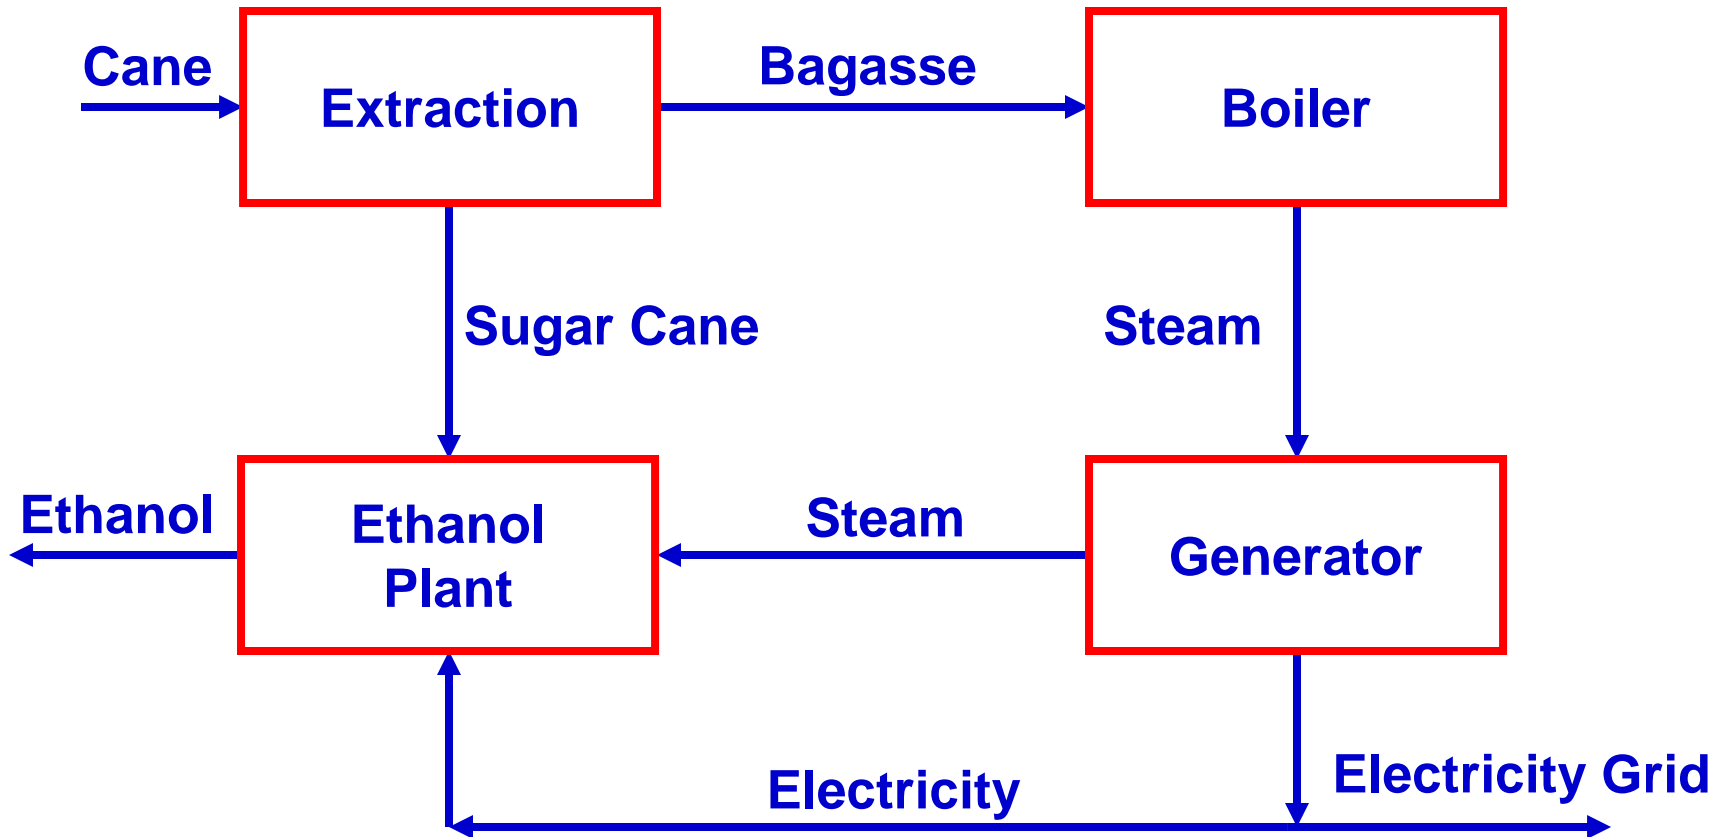 Cane
Extraction
Bagasse
Boiler
Sugar Cane
Steam
Ethanol
Ethanol
Plant
Steam
Generator
Electricity
Electricity Grid